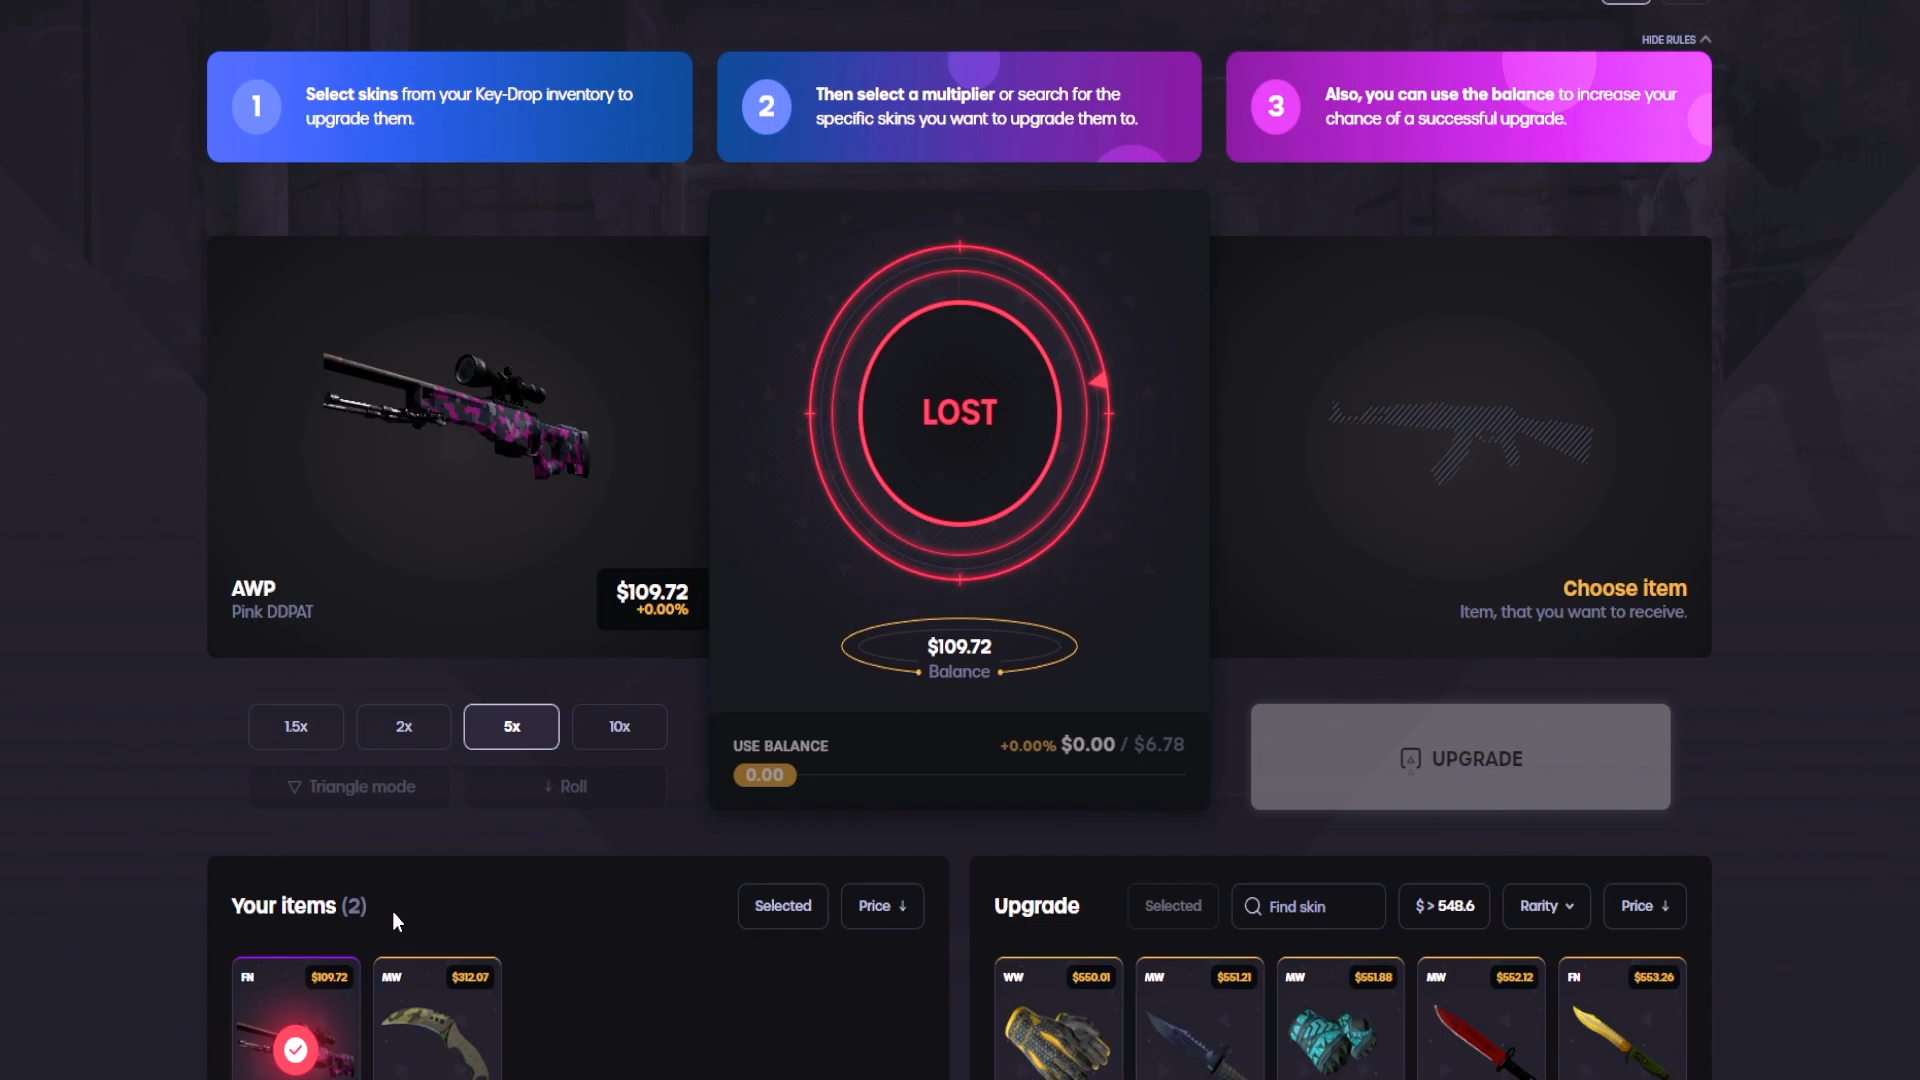 HIDE RULES
1
Select skins from your Key-Drop inventory to
upgrade them.
2
Then select a multiplier or search for the
specific skins you want to upgrade them to.
3
Also, you can use the balance to increase your
chance of a successful upgrade.
LOST
AWP
Pink DDPAT
$109.72
+0.00%
Choose item
Item, that you want to receive.
$109.72
Balance
1.5x
2x
5x
10x
Triangle mode
Roll
USE BALANCE
+0.00% $0.00 / $6.78
0.00
UPGRADE
Your items (2)
Selected
Price
Upgrade
Selected
Find skin
$ > 548.6
Rarity
Price
FN
$109.72
MW
$312.07
WW
$550.01
MW
$551.21
MW
$551.88
MW
$552.12
FN
$553.26